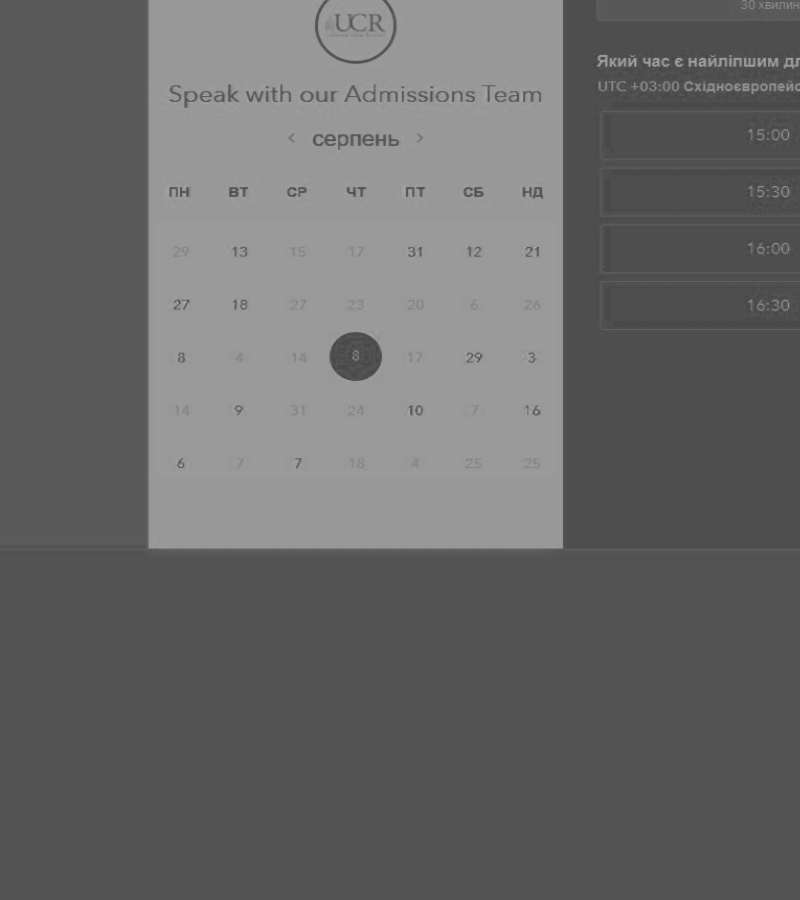 30 хвилин
UCR
Speak with our Admissions Team
< серпень >
ПН ВТ СР ЧТ ПТ СБ НД
29 13 15 17 31 12 21
27 18 27 23 20 6 26
8 4 14 8 17 29 3
14 9 31 24 10 7 16
6 7 7 18 4 25 25
Який час є найліпшим дл
UTC +03:00 Східноєвропейс
15:00
15:30
16:00
16:30